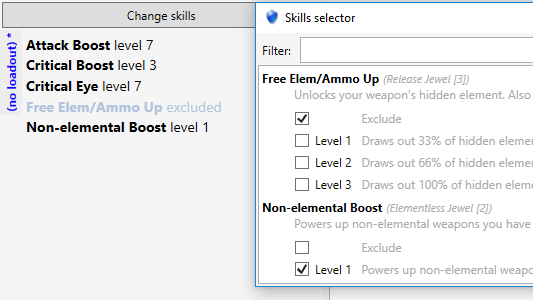 Change skills
(no loadout) *
Attack Boost level 7
Critical Boost level 3
Critical Eye level 7
Free Elem/Ammo Up excluded
Non-elemental Boost level 1
Skills selector
Filter:
Free Elem/Ammo Up (Release Jewel [3])
Unlocks your weapon's hidden element. Also
Exclude
Level 1 Draws out 33% of hidden eleme
Level 2 Draws out 66% of hidden eleme
Level 3 Draws out 100% of hidden elem
Non-elemental Boost (Elementless Jewel [2])
Powers up non-elemental weapons you have
Exclude
Level 1 Powers up non-elemental weapo